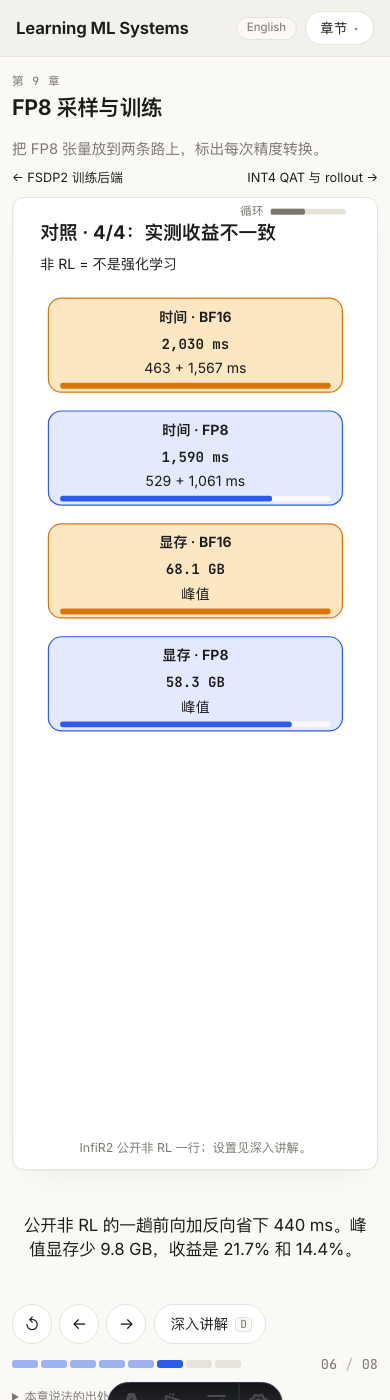 Learning ML Systems
English
章节
第 9 章
FP8 采样与训练
把 FP8 张量放到两条路上，标出每次精度转换。
← FSDP2 训练后端
INT4 QAT 与 rollout →
循环
对照 · 4/4：实测收益不一致
非 RL = 不是强化学习
时间 · BF16
2,030 ms
463 + 1,567 ms
时间 · FP8
1,590 ms
529 + 1,061 ms
显存 · BF16
68.1 GB
峰值
显存 · FP8
58.3 GB
峰值
InfiR2 公开非 RL 一行；设置见深入讲解。
公开非 RL 的一趟前向加反向省下 440 ms。峰
值显存少 9.8 GB，收益是 21.7% 和 14.4%。
深入讲解 D
06 / 08
本章说法的出处